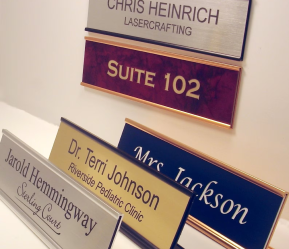 CHRIS HEINRICH
LASERCRAFTING
SUITE 102
Mrs. Jackson
Dr. Terri Johnson
Riverside Pediatric Clinic
Jarold Hemmingway
Sterling Court